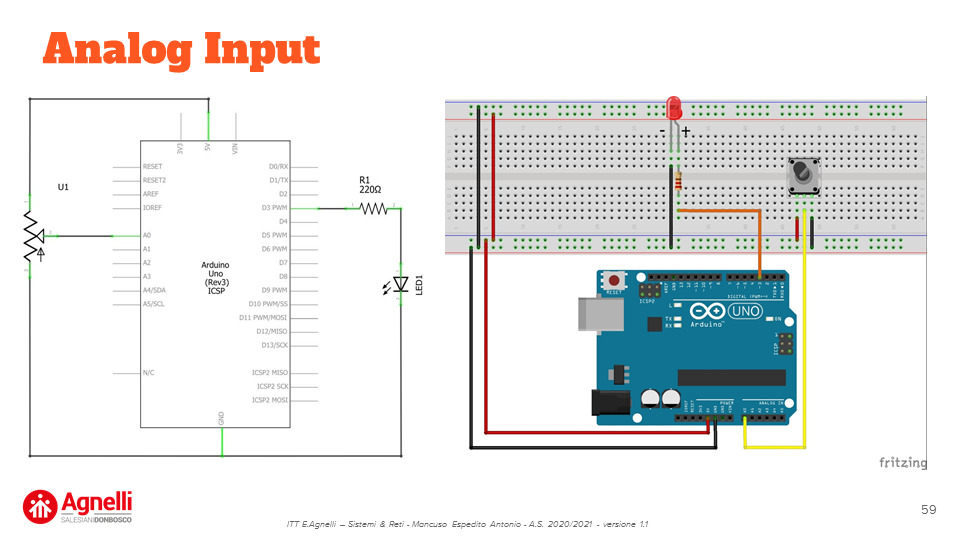 Analog Input
3V3
5V
VIN
RESET
RESET2
AREF
IOREF
A0
A1
A2
A3
A4/SDA
A5/SCL
N/C
D0/RX
D1/TX
D2
D3 PWM
D4
D5 PWM
D6 PWM
D7
D8
D9 PWM
D10 PWM/SS
D11 PWM/MOSI
D12/MISO
D13/SCK
ICSP2 MISO
ICSP2 SCK
ICSP2 MOSI
GND
Arduino
Uno
(Rev3)
ICSP
U1
R1
220Ω
LED1
- +
RESET
ICSP2
DIGITAL (PWM~)
L
TX
RX
UNO
Arduino™
ON
ICSP
POWER
ANALOG IN
fritzing
Agnelli
SALESIANI DONBOSCO
59
ITT E.Agnelli – Sistemi & Reti - Mancuso Espedito Antonio - A.S. 2020/2021 - versione 1.1